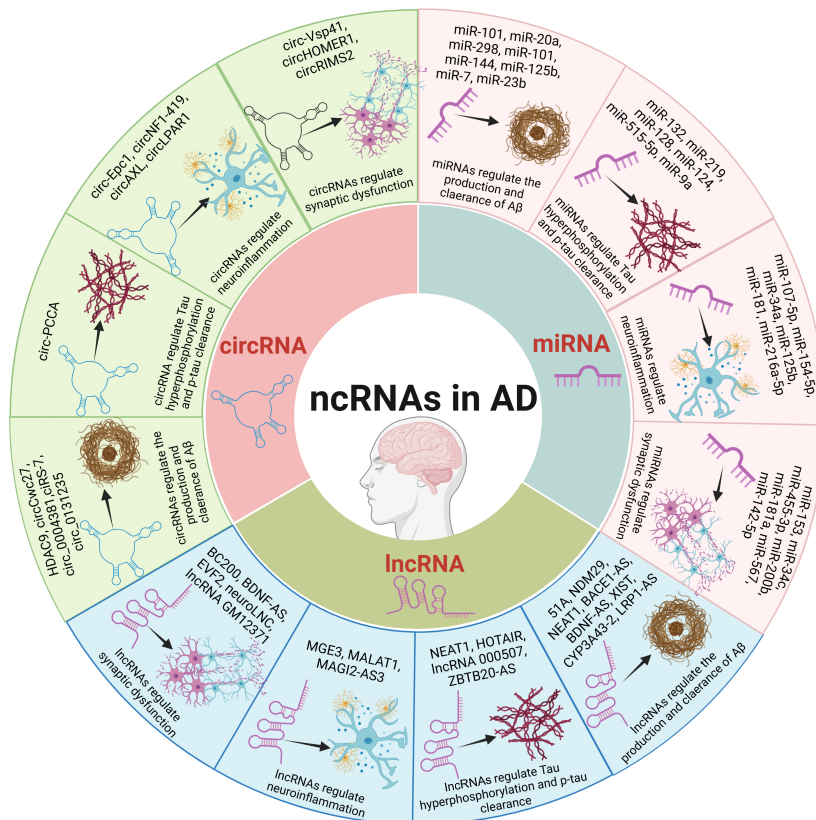 ncRNAs in AD
circRNA
miRNA
lncRNA
circ-Vsp41,
circHOMER1,
circRIMS2
circRNAs regulate
synaptic dysfunction
miR-101, miR-20a,
miR-298, miR-101,
miR-144, miR-125b,
miR-7, miR-23b
miRNAs regulate the
production and
claerance of Aβ
miR-132, miR-219,
miR-128, miR-124,
miR-515-5p, miR-9a
miRNAs regulate Tau
hyperphosphorylation
and p-tau clearance
miR-107-5p, miR-154-5p,
miR-34a, miR-125b,
miR-181, miR-216a-5p
miRNAs regulate
neuroinflammation
miR-153, miR-34c,
miR-455-3p, miR-200b,
miR-181a, miR-567,
miR-142-5p
miRNAs regulate
synaptic dysfunction
51A, NDM29,
NEAT1, BACE1-AS,
BDNF-AS, XIST,
CYP3A43-2, LRP1-AS
lncRNAs regulate the
production and claerance of Aβ
NEAT1, HOTAIR,
lncRNA 000507,
ZBTB20-AS
lncRNAs regulate Tau
hyperphosphorylation and p-tau
clearance
MGE3, MALAT1,
MAGI2-AS3
lncRNAs regulate
neuroinflammation
BC200, BDNF-AS,
EVF2, neuroLNC,
lncRNA GM12371
lncRNAs regulate
synaptic dysfunction
HDAC9, circCwc27,
circ_0004381,ciRS-7,
circ_0131235
circRNAs regulate the
production and
claerance of Aβ
circ-PCCA
circRNA regulate Tau
hyperphosphorylation
and p-tau clearance
circ-Epc1, circNF1-419,
circAXL, circLPAR1
circRNAs regulate
neuroinflammation